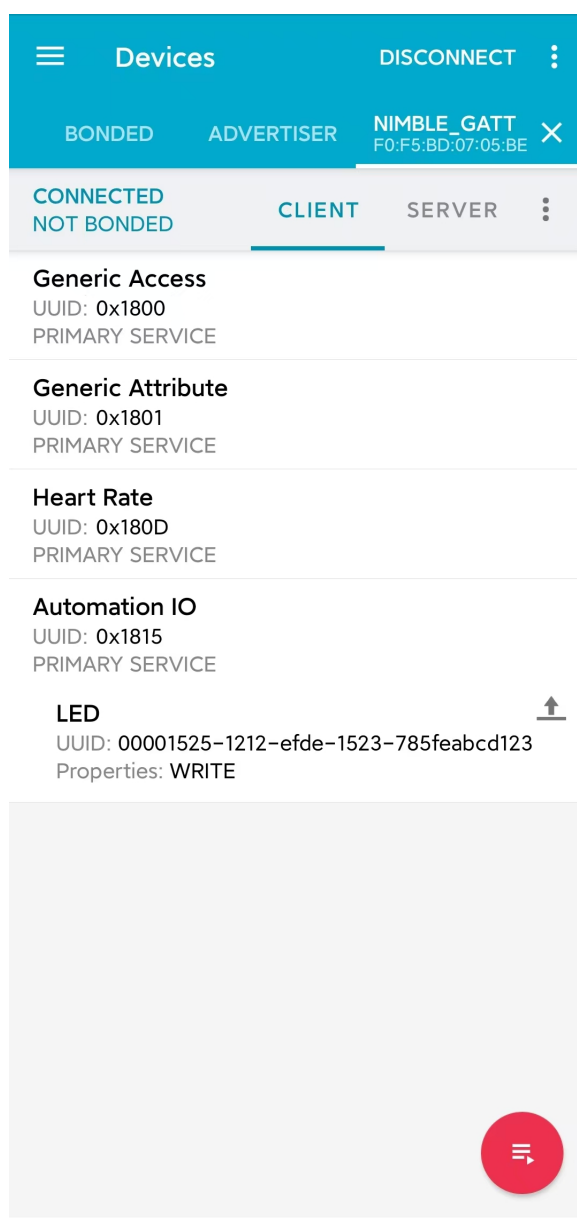 Devices
DISCONNECT
BONDED
ADVERTISER
NIMBLE_GATT
F0:F5:BD:07:05:BE
CONNECTED
NOT BONDED
CLIENT
SERVER
Generic Access
UUID: 0x1800
PRIMARY SERVICE
Generic Attribute
UUID: 0x1801
PRIMARY SERVICE
Heart Rate
UUID: 0x180D
PRIMARY SERVICE
Automation IO
UUID: 0x1815
PRIMARY SERVICE
LED
UUID: 00001525-1212-efde-1523-785feabcd123
Properties: WRITE